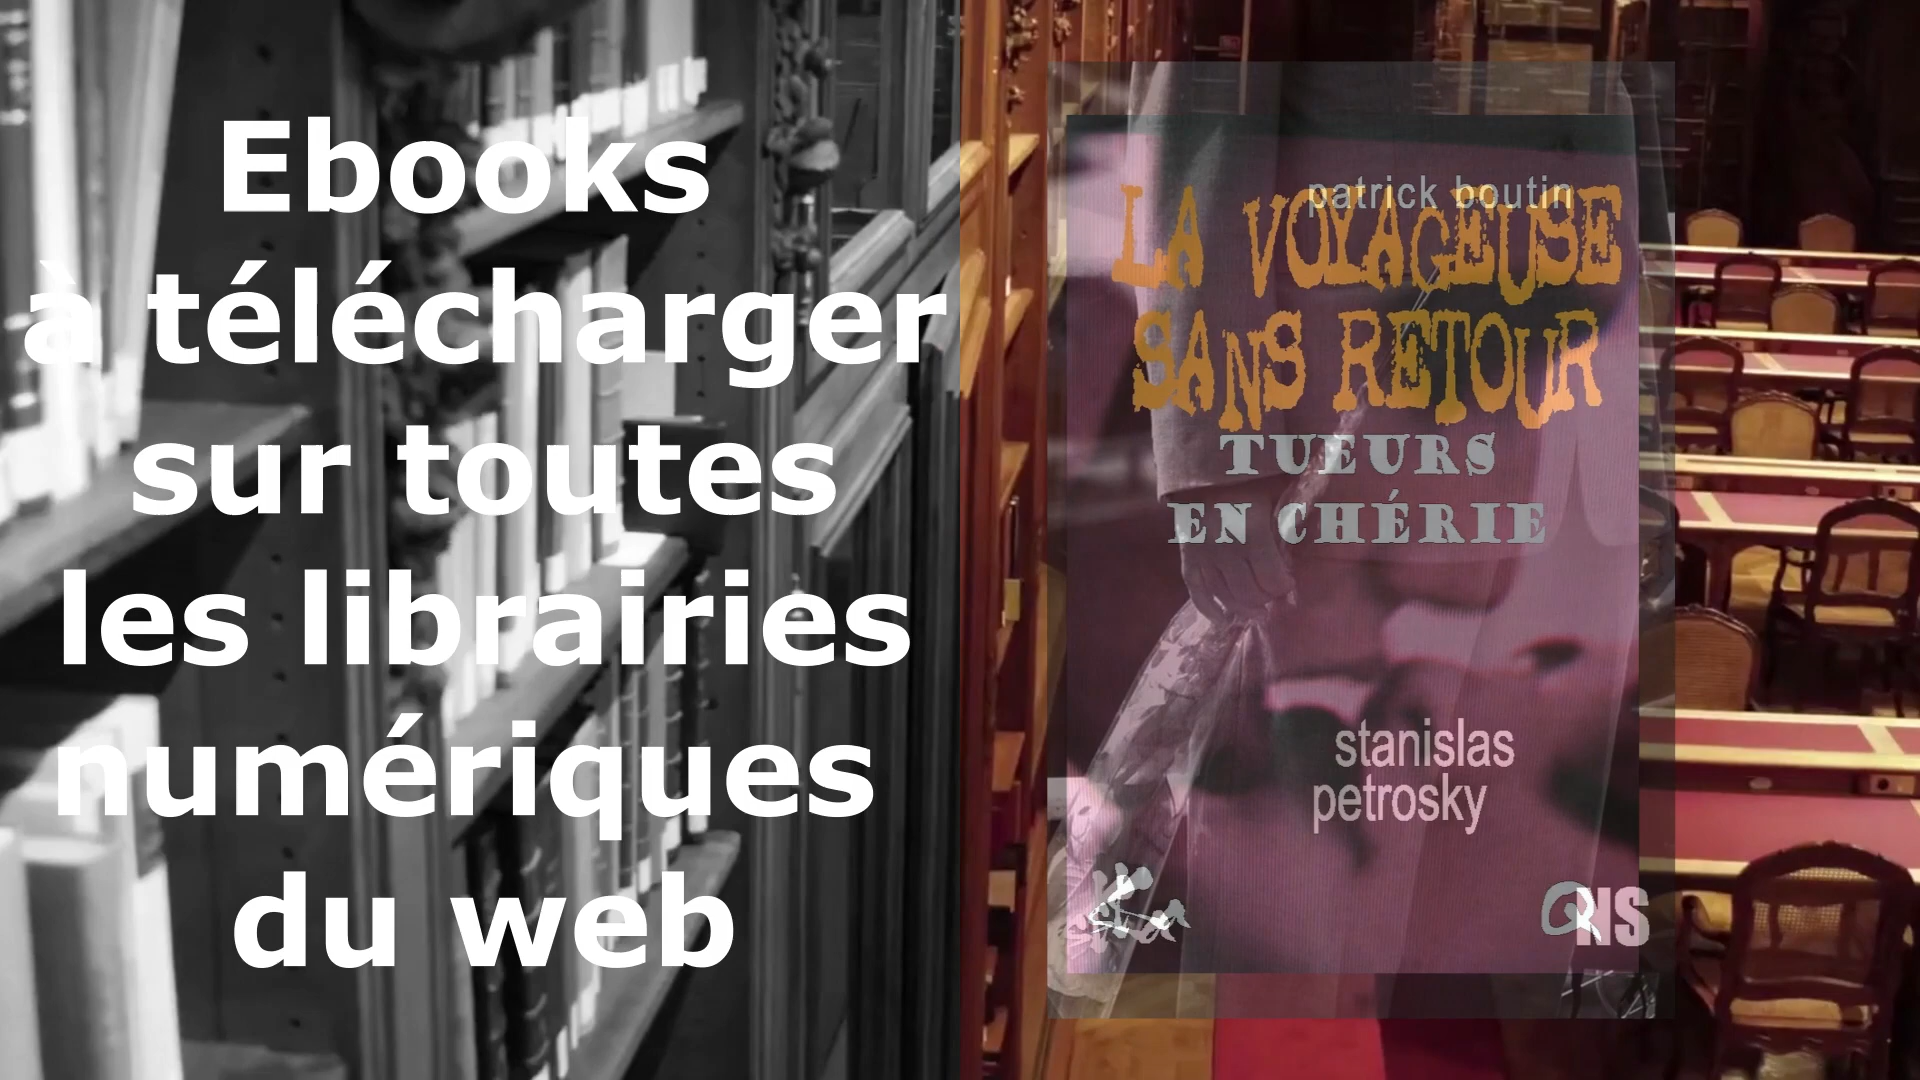 Ebooks
à télécharger
sur toutes
les librairies
numériques
du web
patrick boutin
LA VOYAGEUSE
SANS RETOUR
TUEURS
EN CHÉRIE
stanislas
petrosky
NS